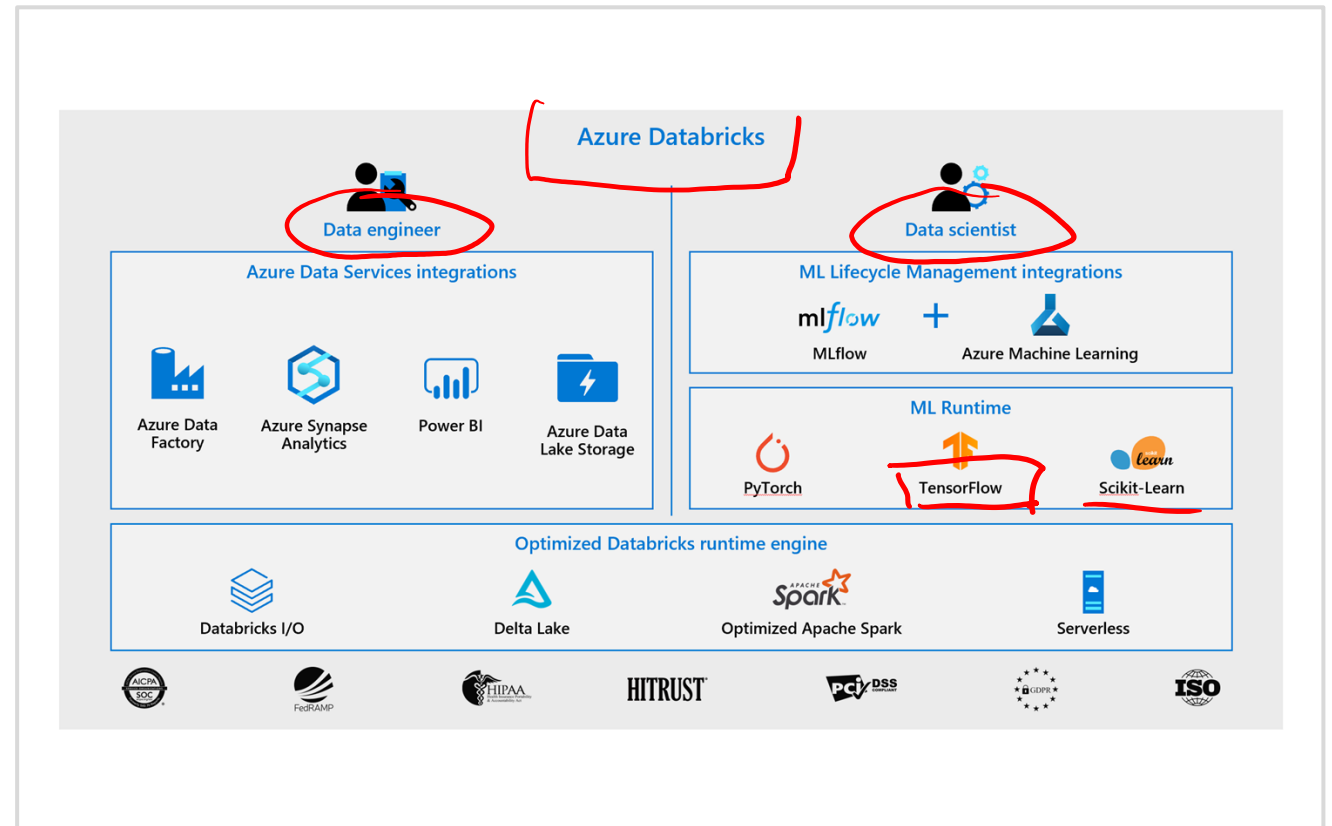 Azure Databricks
Data engineer
Data scientist
Azure Data Services integrations
Azure Data
Factory
Azure Synapse
Analytics
Power BI
Azure Data
Lake Storage
ML Lifecycle Management integrations
mlflow
+
MLflow
Azure Machine Learning
ML Runtime
learn
PyTorch
TensorFlow
Scikit-Learn
Optimized Databricks runtime engine
APACHE
Spark
Databricks I/O
Delta Lake
Optimized Apache Spark
Serverless
AICPA
SOC
FedRAMP
HIPAA
HITRUST
PCI DSS
COMPLIANT
GDPR
ISO